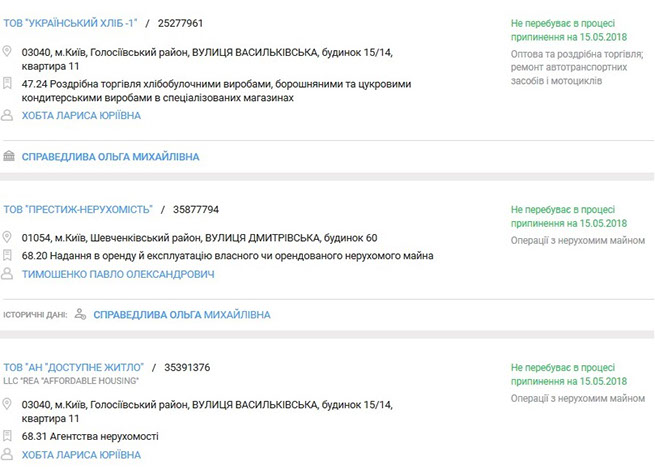 ТОВ "УКРАЇНСЬКИЙ ХЛІБ -1" / 25277961
Не перебуває в процесі
припинення на 15.05.2018
03040, м.Київ, Голосіївський район, ВУЛИЦЯ ВАСИЛЬКІВСЬКА, будинок 15/14,
квартира 11
Оптова та роздрібна торгівля;
ремонт автотранспортних
засобів і мотоциклів
47.24 Роздрібна торгівля хлібобулочними виробами, борошняними та цукровими
кондитерськими виробами в спеціалізованих магазинах
ХОБТА ЛАРИСА ЮРІЇВНА
СПРАВЕДЛИВА ОЛЬГА МИХАЙЛІВНА
ТОВ "ПРЕСТИЖ-НЕРУХОМІСТЬ" / 35877794
Не перебуває в процесі
припинення на 15.05.2018
01054, м.Київ, Шевченківський район, ВУЛИЦЯ ДМИТРІВСЬКА, будинок 60
Операції з нерухомим майном
68.20 Надання в оренду й експлуатацію власного чи орендованого нерухомого майна
ТИМОШЕНКО ПАВЛО ОЛЕКСАНДРОВИЧ
ІСТОРИЧНІ ДАНІ: СПРАВЕДЛИВА ОЛЬГА МИХАЙЛІВНА
ТОВ "АН "ДОСТУПНЕ ЖИТЛО" / 35391376
LLC "REA "AFFORDABLE HOUSING"
Не перебуває в процесі
припинення на 15.05.2018
Операції з нерухомим майном
03040, м.Київ, Голосіївський район, ВУЛИЦЯ ВАСИЛЬКІВСЬКА, будинок 15/14,
квартира 11
68.31 Агентства нерухомості
ХОБТА ЛАРИСА ЮРІЇВНА